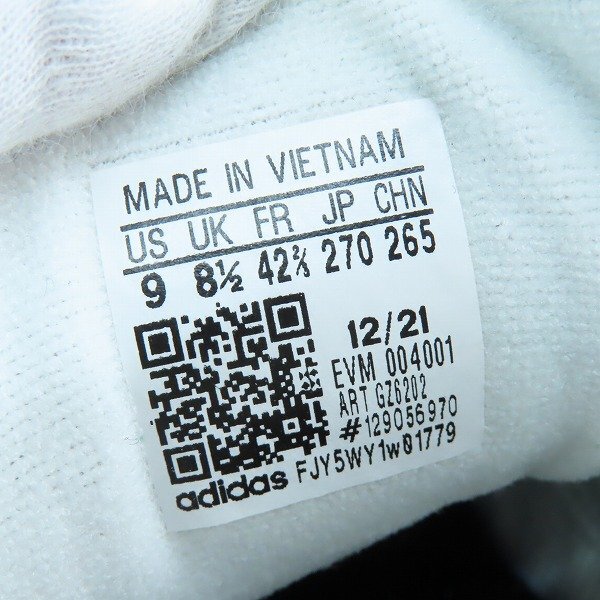 MADE IN VIETNAM
US UK FR JP CHN
9 8½ 42⅔ 270 265
12/21
EVM 004001
ART GZ6202
#129056970
adidas FJY5WY1w01779